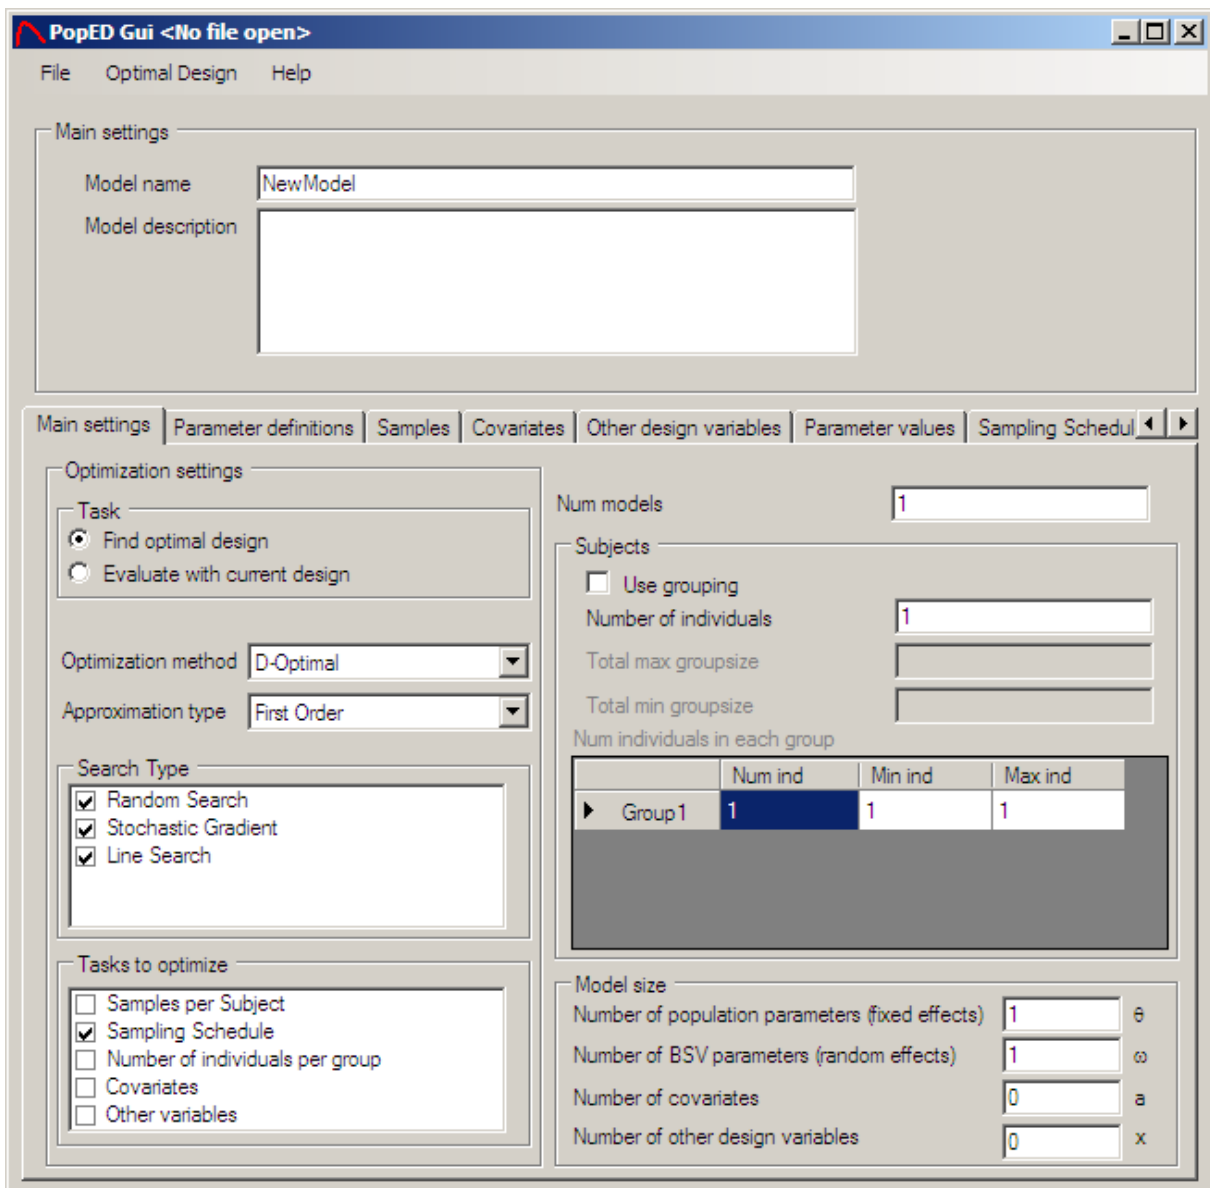 PopED Gui <No file open>
File Optimal Design Help
Main settings
Model name NewModel
Model description
Main settings Parameter definitions Samples Covariates Other design variables Parameter values Sampling Schedul
Optimization settings
Task
Find optimal design
Evaluate with current design
Optimization method D-Optimal
Approximation type First Order
Search Type
Random Search
Stochastic Gradient
Line Search
Tasks to optimize
Samples per Subject
Sampling Schedule
Number of individuals per group
Covariates
Other variables
Num models 1
Subjects
Use grouping
Number of individuals 1
Total max groupsize
Total min groupsize
Num individuals in each group
Num ind Min ind Max ind
Group1 1 1 1
Model size
Number of population parameters (fixed effects) 1 θ
Number of BSV parameters (random effects) 1 ω
Number of covariates 0 a
Number of other design variables 0 x